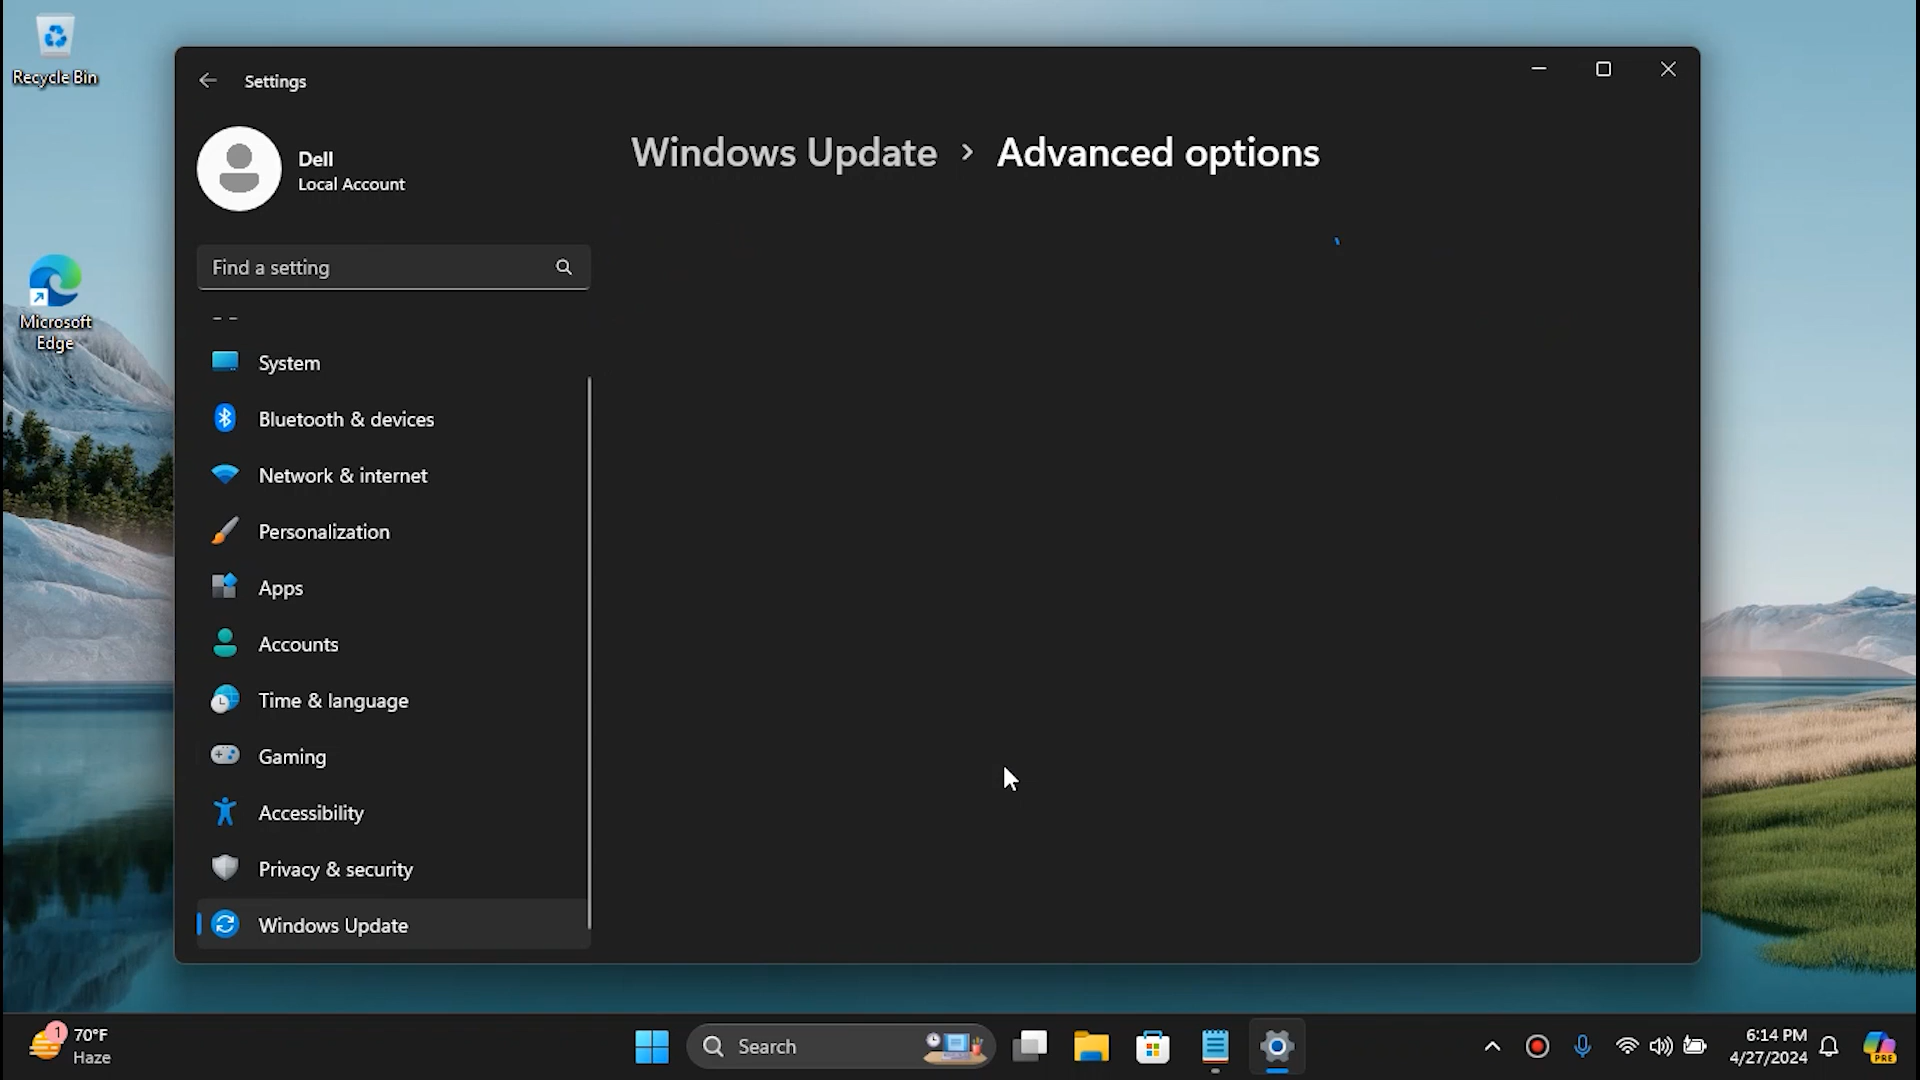 Recycle Bin
Microsoft
Edge
Settings
Dell
Local Account
Find a setting
System
Bluetooth & devices
Network & internet
Personalization
Apps
Accounts
Time & language
Gaming
Accessibility
Privacy & security
Windows Update
Windows Update > Advanced options
1
70°F
Haze
Search
6:14 PM
4/27/2024
PRE